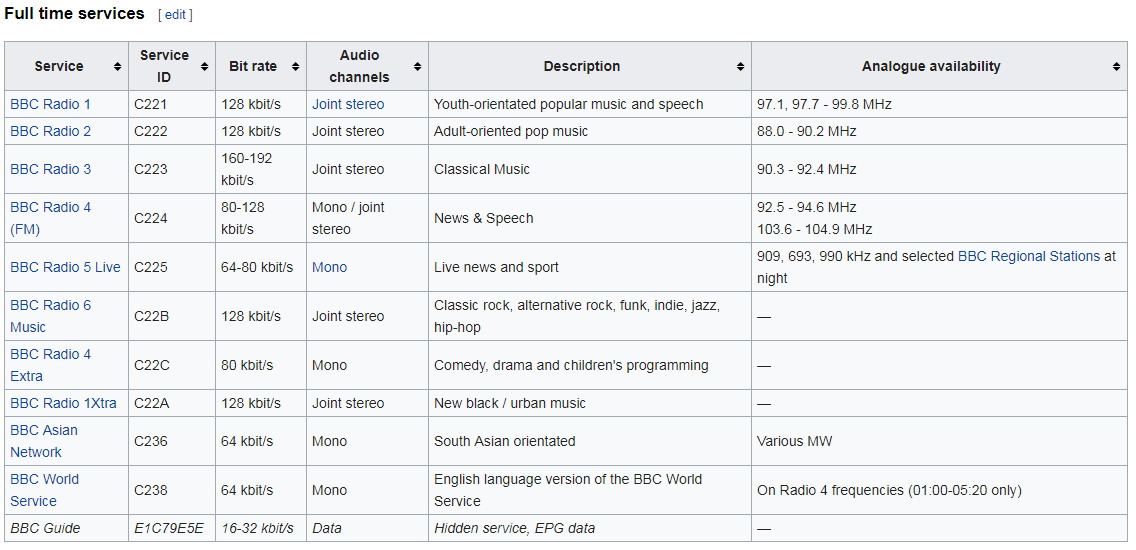 Full time services [ edit ]
Service Service ID Bit rate Audio channels Description Analogue availability
BBC Radio 1 C221 128 kbit/s Joint stereo Youth-orientated popular music and speech 97.1, 97.7 - 99.8 MHz
BBC Radio 2 C222 128 kbit/s Joint stereo Adult-oriented pop music 88.0 - 90.2 MHz
BBC Radio 3 C223 160-192 kbit/s Joint stereo Classical Music 90.3 - 92.4 MHz
BBC Radio 4 (FM) C224 80-128 kbit/s Mono / joint stereo News & Speech 92.5 - 94.6 MHz 103.6 - 104.9 MHz
BBC Radio 5 Live C225 64-80 kbit/s Mono Live news and sport 909, 693, 990 kHz and selected BBC Regional Stations at night
BBC Radio 6 Music C22B 128 kbit/s Joint stereo Classic rock, alternative rock, funk, indie, jazz, hip-hop —
BBC Radio 4 Extra C22C 80 kbit/s Mono Comedy, drama and children's programming —
BBC Radio 1Xtra C22A 128 kbit/s Joint stereo New black / urban music —
BBC Asian Network C236 64 kbit/s Mono South Asian orientated Various MW
BBC World Service C238 64 kbit/s Mono English language version of the BBC World Service On Radio 4 frequencies (01:00-05:20 only)
BBC Guide E1C79E5E 16-32 kbit/s Data Hidden service, EPG data —